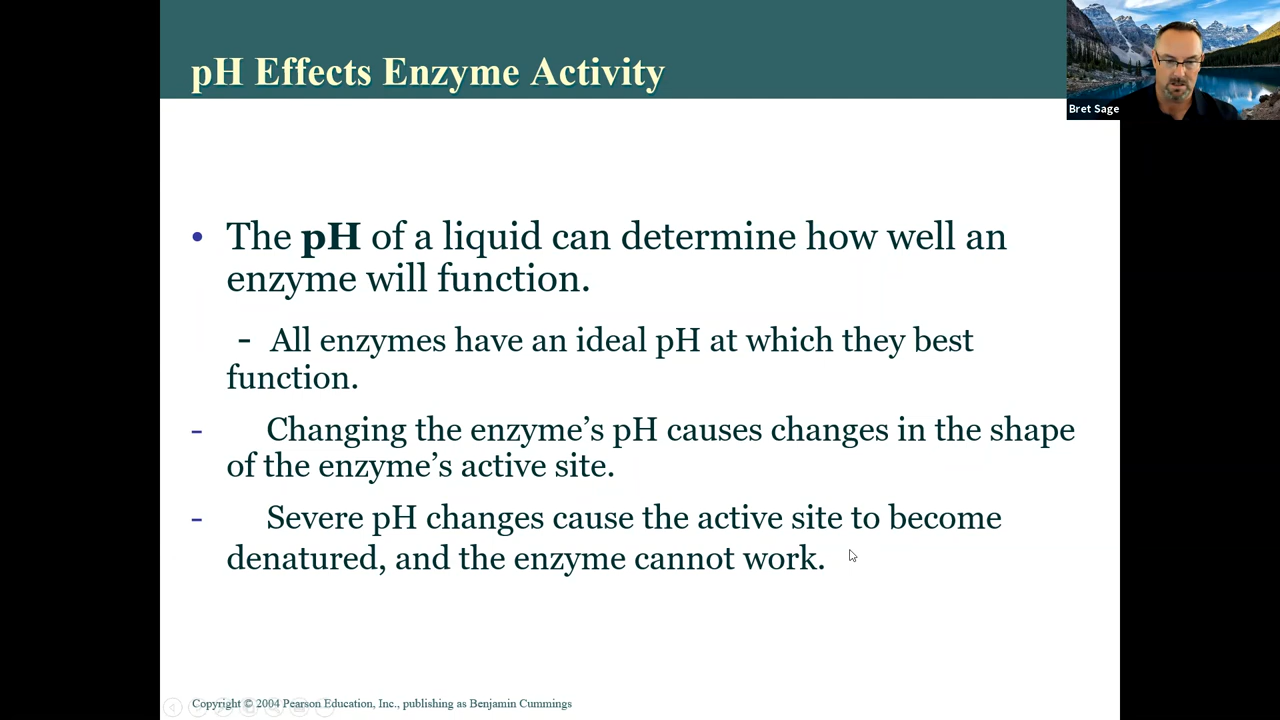 pH Effects Enzyme Activity
Bret Sage
• The pH of a liquid can determine how well an
enzyme will function.
- All enzymes have an ideal pH at which they best
function.
- Changing the enzyme’s pH causes changes in the shape
of the enzyme’s active site.
- Severe pH changes cause the active site to become
denatured, and the enzyme cannot work.
Copyright © 2004 Pearson Education, Inc., publishing as Benjamin Cummings